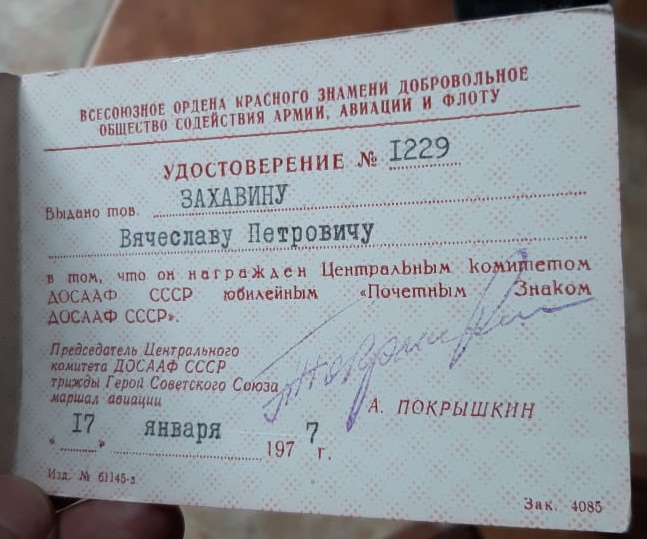 ВСЕСОЮЗНОЕ ОРДЕНА КРАСНОГО ЗНАМЕНИ ДОБРОВОЛЬНОЕ
ОБЩЕСТВО СОДЕЙСТВИЯ АРМИИ, АВИАЦИИ И ФЛОТУ
УДОСТОВЕРЕНИЕ № I229
Выдано тов. ЗАХАВИНУ
Вячеславу Петровичу
в том, что он награжден Центральным комитетом
ДОСААФ СССР юбилейным «Почетным Знаком
ДОСААФ СССР».
Председатель Центрального
комитета ДОСААФ СССР
трижды Герой Советского Союза
маршал авиации
А. ПОКРЫШКИН
« I7 » января 1977 г.
Изд. № 61145-з
Зак. 4085